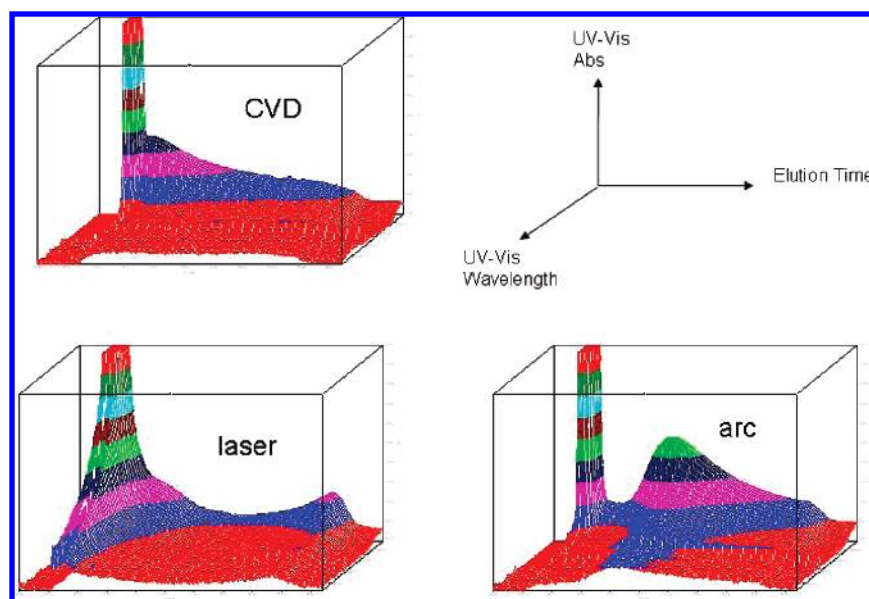 CVD
UV-Vis
Abs
Elution Time
UV-Vis
Wavelength
laser
arc